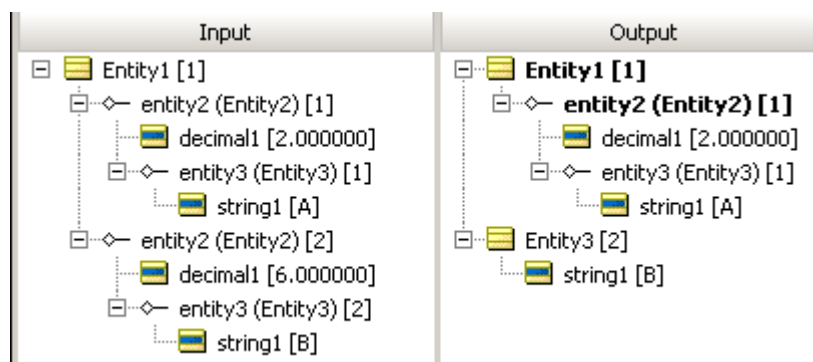 Input
Entity1 [1]
entity2 (Entity2) [1]
decimal1 [2.000000]
entity3 (Entity3) [1]
string1 [A]
entity2 (Entity2) [2]
decimal1 [6.000000]
entity3 (Entity3) [2]
string1 [B]
Output
Entity1 [1]
entity2 (Entity2) [1]
decimal1 [2.000000]
entity3 (Entity3) [1]
string1 [A]
Entity3 [2]
string1 [B]